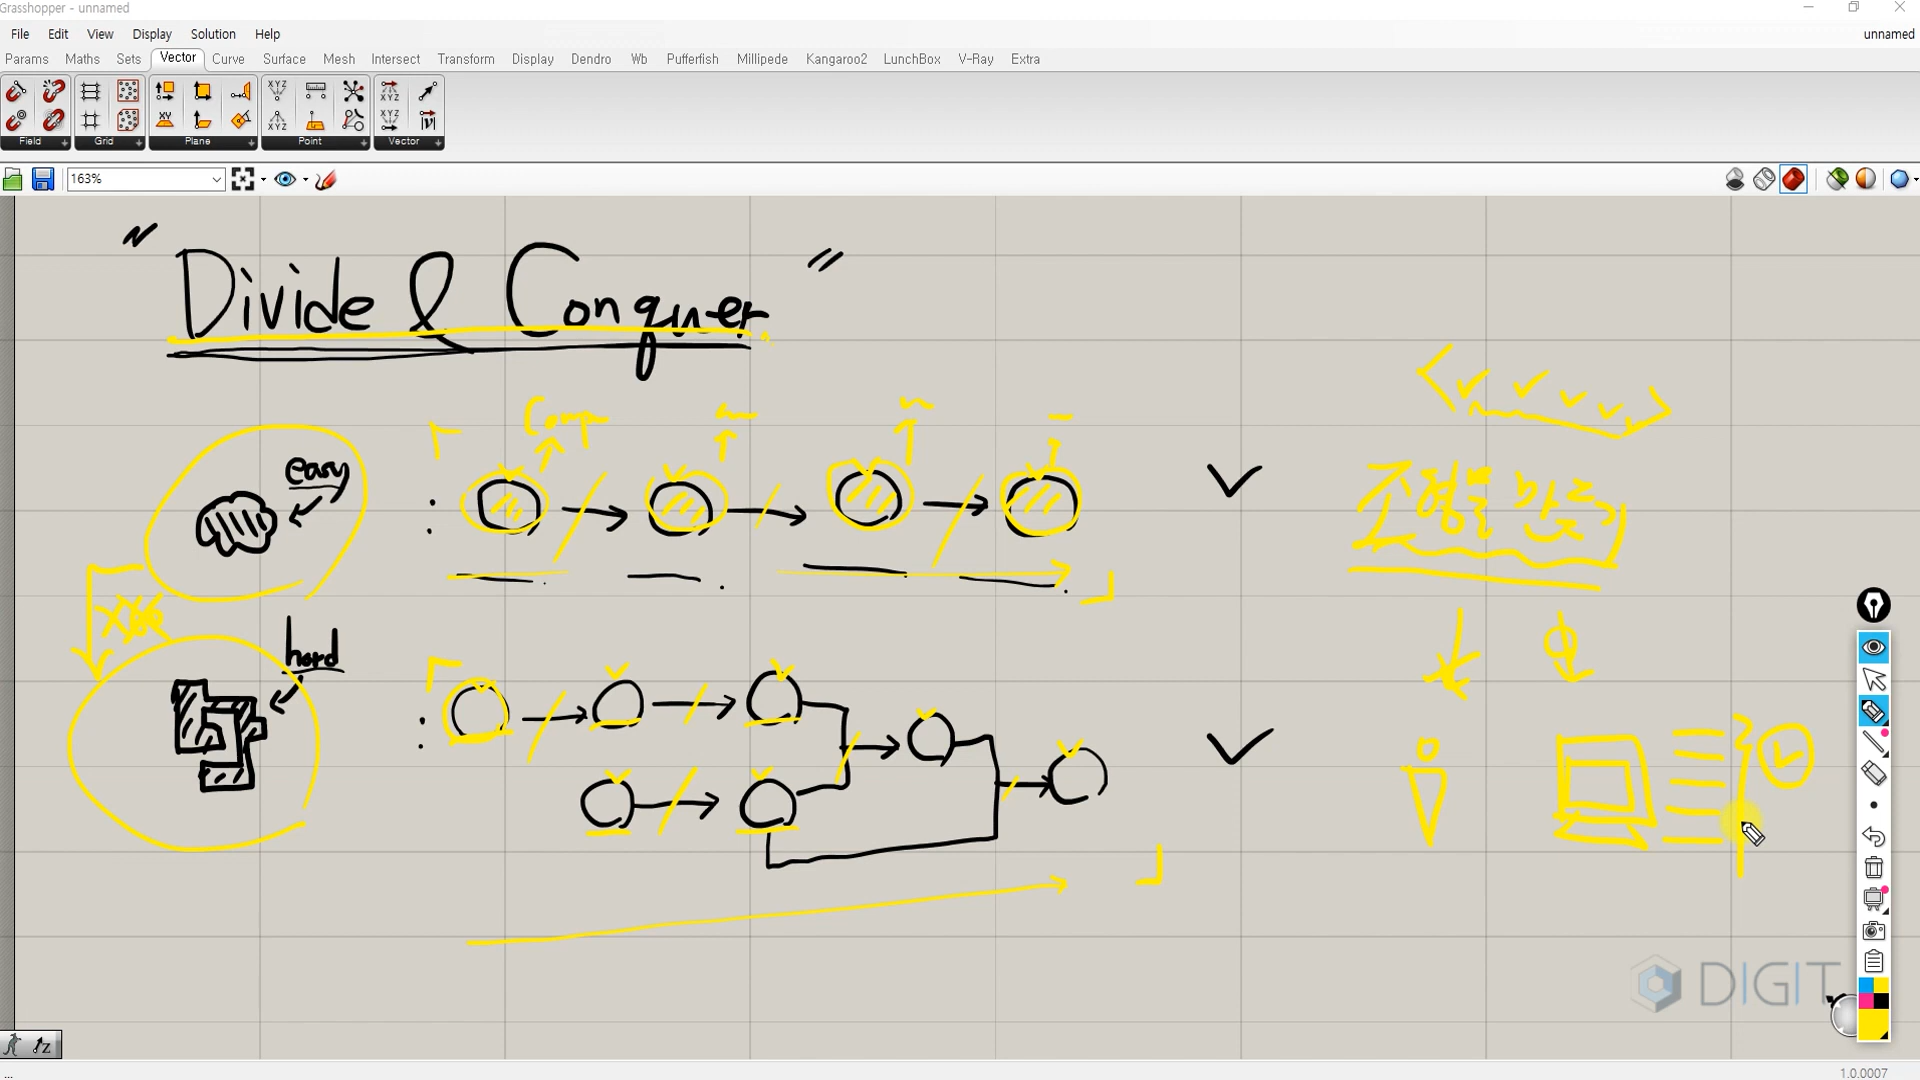 Grasshopper - unnamed
File Edit View Display Solution Help
unnamed
Params Maths Sets Vector Curve Surface Mesh Intersect Transform Display Dendro Wb Pufferfish Millipede Kangaroo2 LunchBox V-Ray Extra
Field Grid Plane Point Vector
163%
" Divide & Conquer "
Comp
easy
hard
DIGIT
1.0.0007